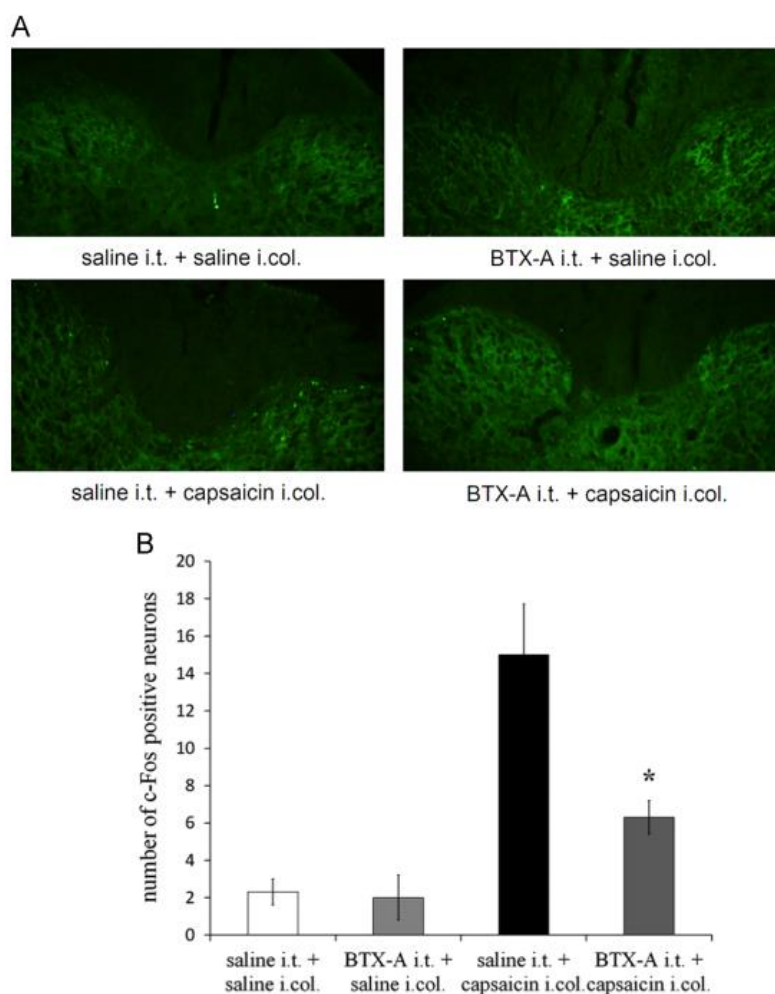 A
saline i.t. + saline i.col.
BTX-A i.t. + saline i.col.
saline i.t. + capsaicin i.col.
BTX-A i.t. + capsaicin i.col.
B
number of c-Fos positive neurons
20
18
16
14
12
10
8
6
4
2
0
*
saline i.t. +
saline i.col.
BTX-A i.t. +
saline i.col.
saline i.t. +
capsaicin i.col.
BTX-A i.t. +
capsaicin i.col.